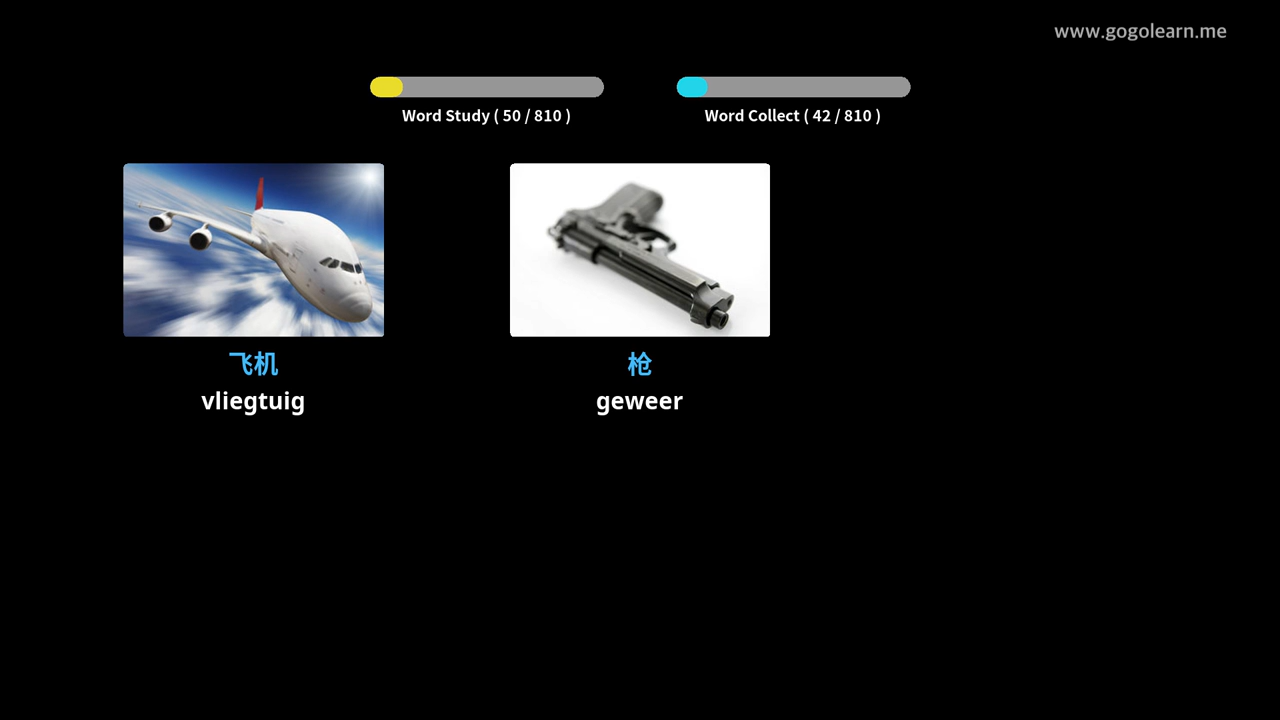 www.gogolearn.me
Word Study ( 50 / 810 )
Word Collect ( 42 / 810 )
飞机
vliegtuig
枪
geweer